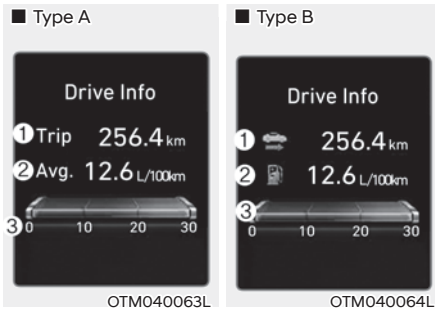 ■ Type A
Drive Info
① Trip 256.4 km
② Avg. 12.6 L/100km
③
0 10 20 30
OTM040063L
■ Type B
Drive Info
① 256.4 km
② 12.6 L/100km
③
0 10 20 30
OTM040064L